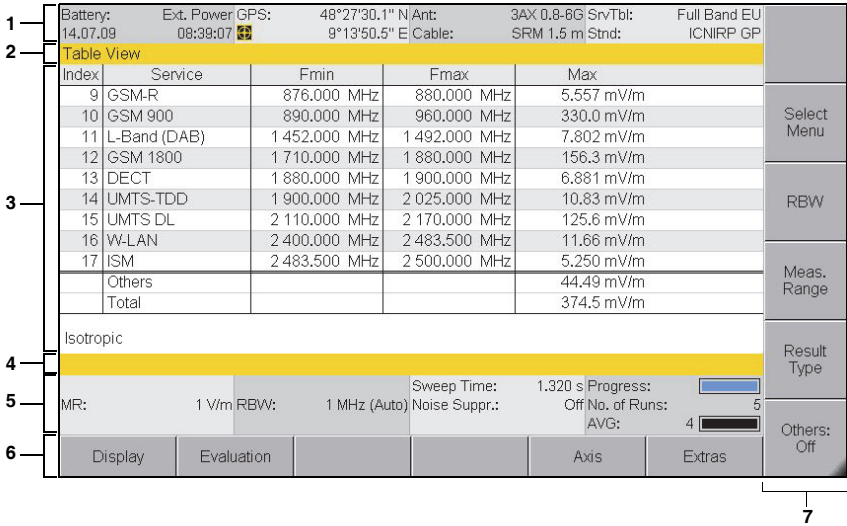 Battery: Ext. Power GPS: 48°27'30.1" N Ant: 3AX 0.8-6G SrvTbl: Full Band EU
14.07.09 08:39:07 9°13'50.5" E Cable: SRM 1.5 m Stnd: ICNIRP GP
1
2
Table View
Index Service Fmin Fmax Max
9 GSM-R 876.000 MHz 880.000 MHz 5.557 mV/m
10 GSM 900 890.000 MHz 960.000 MHz 330.0 mV/m
11 L-Band (DAB) 1 452.000 MHz 1 492.000 MHz 7.802 mV/m
12 GSM 1800 1 710.000 MHz 1 880.000 MHz 156.3 mV/m
13 DECT 1 880.000 MHz 1 900.000 MHz 6.881 mV/m
14 UMTS-TDD 1 900.000 MHz 2 025.000 MHz 10.83 mV/m
3
15 UMTS DL 2 110.000 MHz 2 170.000 MHz 125.6 mV/m
16 W-LAN 2 400.000 MHz 2 483.500 MHz 11.66 mV/m
17 ISM 2 483.500 MHz 2 500.000 MHz 5.250 mV/m
Others 44.49 mV/m
Total 374.5 mV/m
Isotropic
4
Sweep Time: 1.320 s Progress:
5
MR: 1 V/m RBW: 1 MHz (Auto) Noise Suppr.: Off No. of Runs: 5
AVG: 4
6
Display Evaluation Axis Extras
Select
Menu
RBW
Meas.
Range
Result
Type
Others:
Off
7